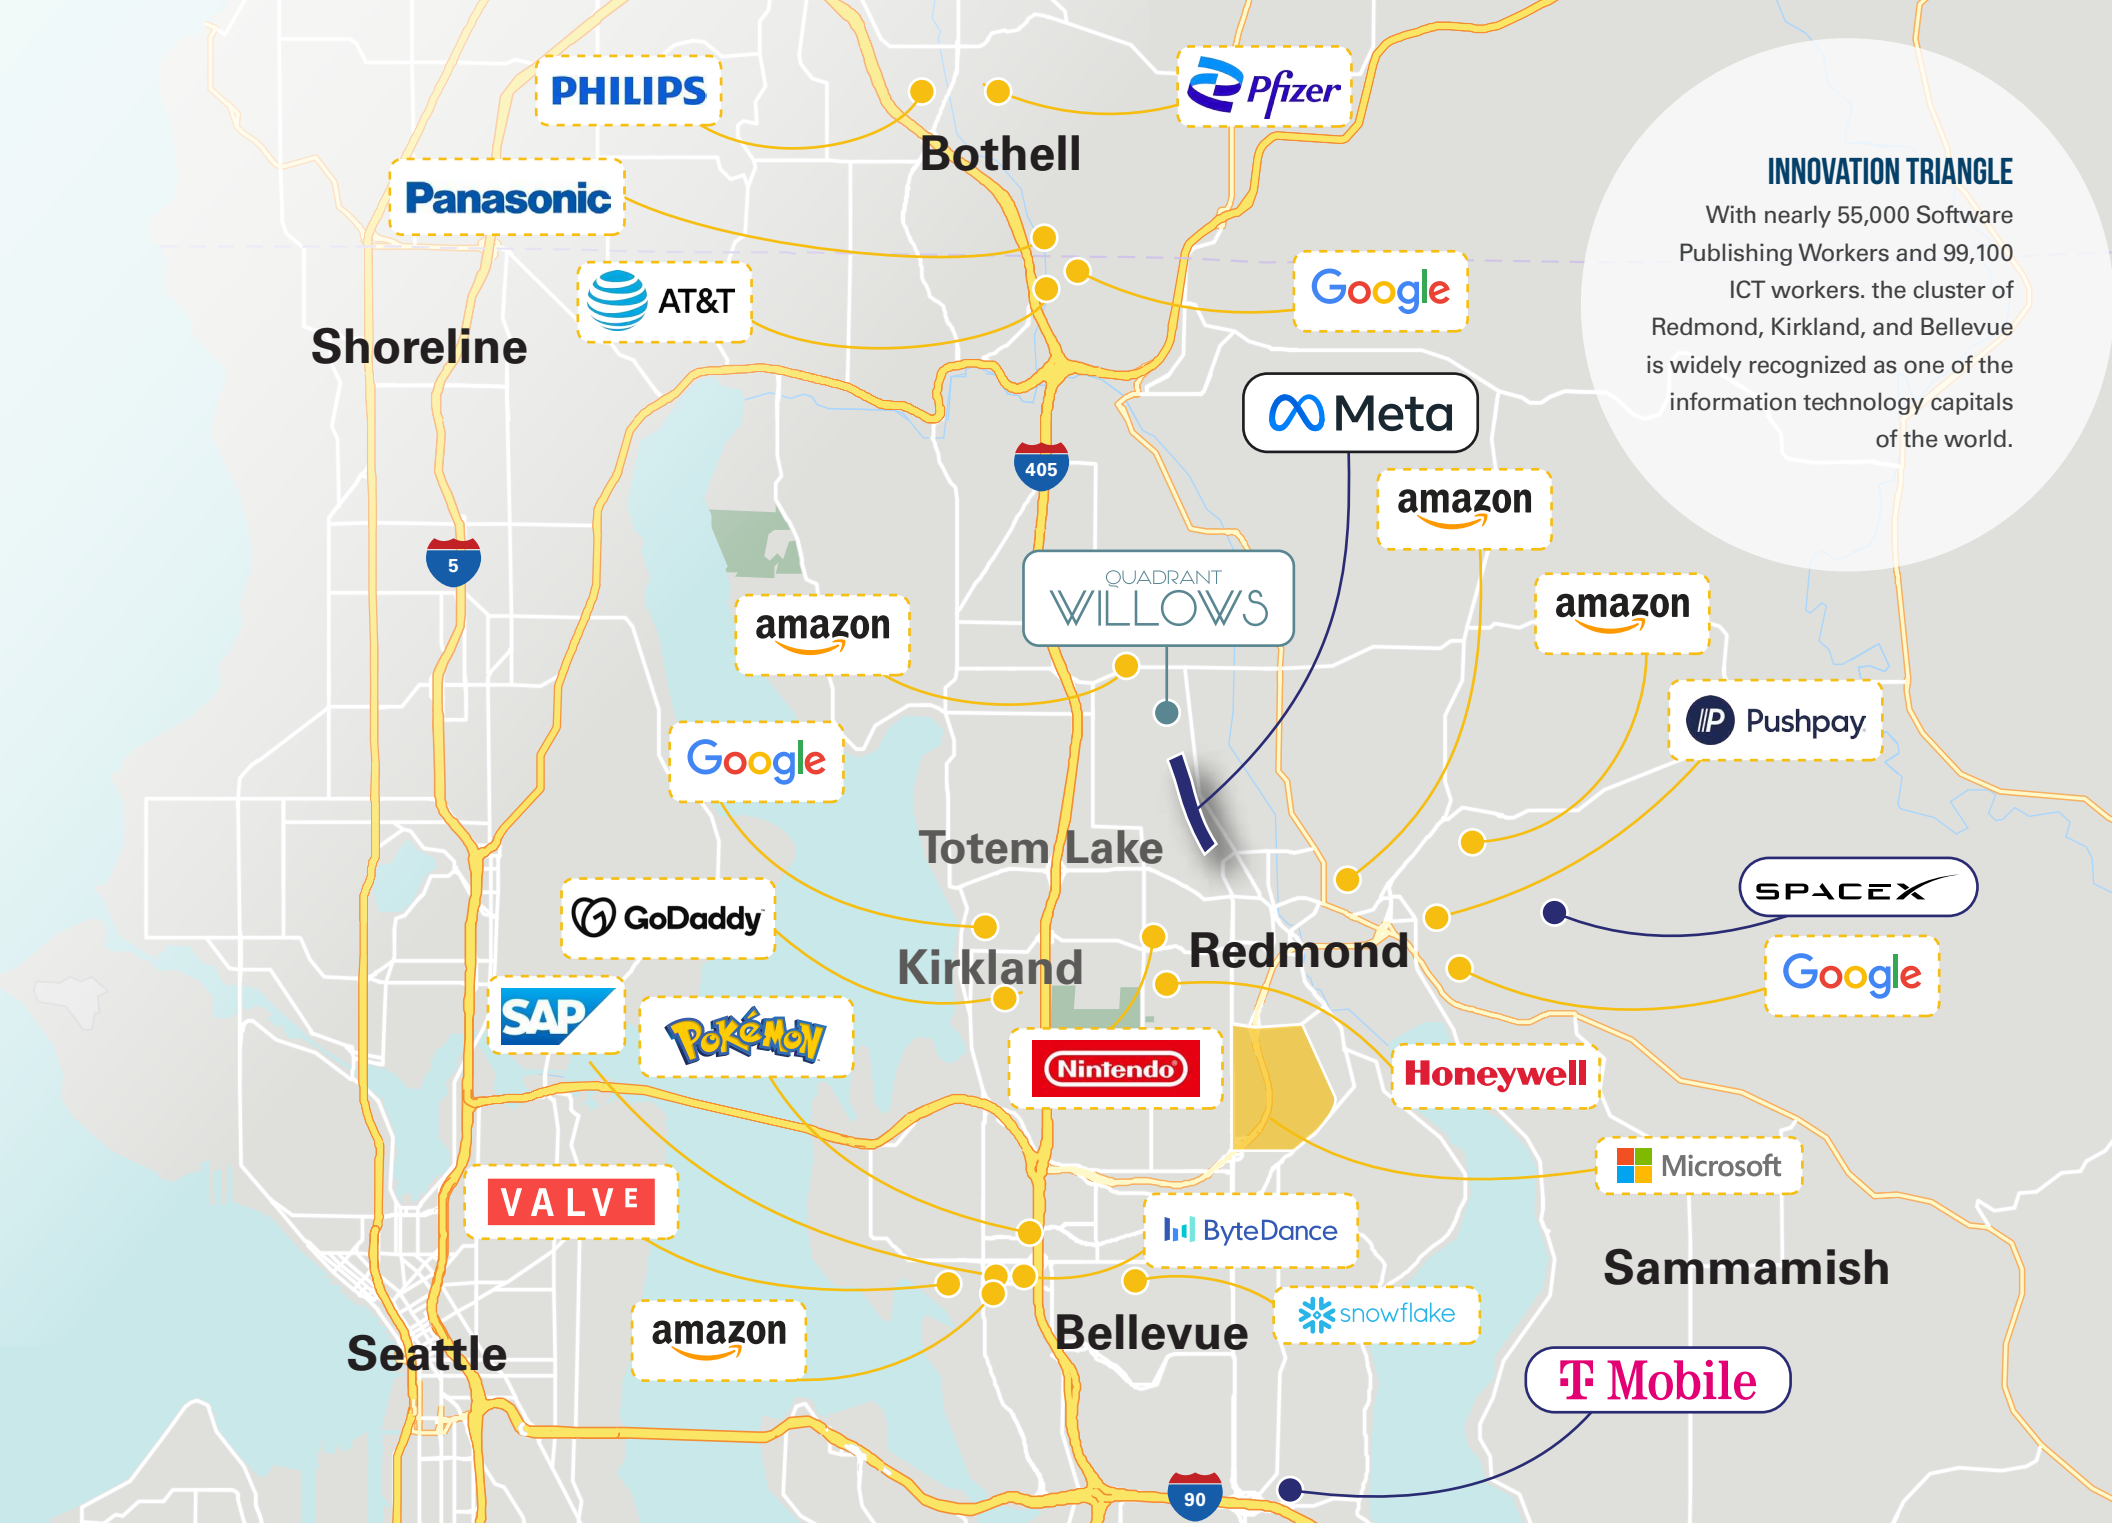 PHILIPS
Pfizer
Bothell
INNOVATION TRIANGLE
With nearly 55,000 Software
Publishing Workers and 99,100
ICT workers. the cluster of
Redmond, Kirkland, and Bellevue
is widely recognized as one of the
information technology capitals
of the world.
Panasonic
AT&T
Google
Shoreline
Meta
405
amazon
5
QUADRANT
WILLOWS
amazon
amazon
Pushpay
Google
Totem Lake
SPACEX
GoDaddy
Redmond
Kirkland
Google
SAP
POKÉMON
Nintendo
Honeywell
Microsoft
VALVE
ByteDance
Sammamish
snowflake
amazon
Bellevue
Seattle
T Mobile
90